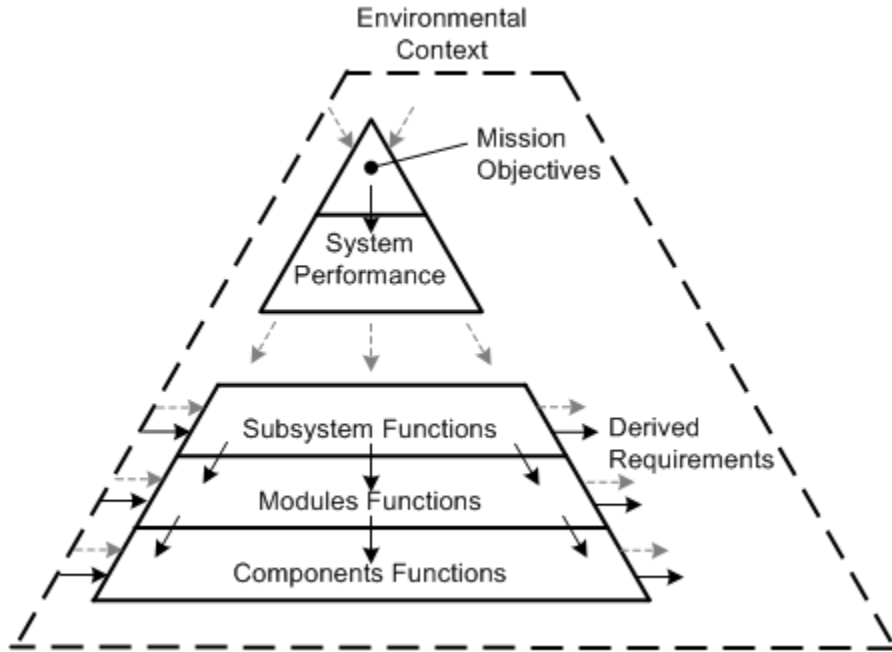 Environmental
Context
Mission
Objectives
System
Performance
Subsystem Functions
Derived
Requirements
Modules Functions
Components Functions